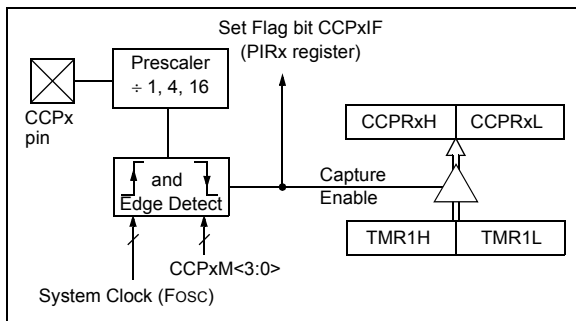 Set Flag bit CCPxIF
(PIRx register)
Prescaler
÷ 1, 4, 16
CCPx
pin
CCPRxH CCPRxL
and
Edge Detect
Capture
Enable
TMR1H TMR1L
CCPxM<3:0>
System Clock (FOSC)